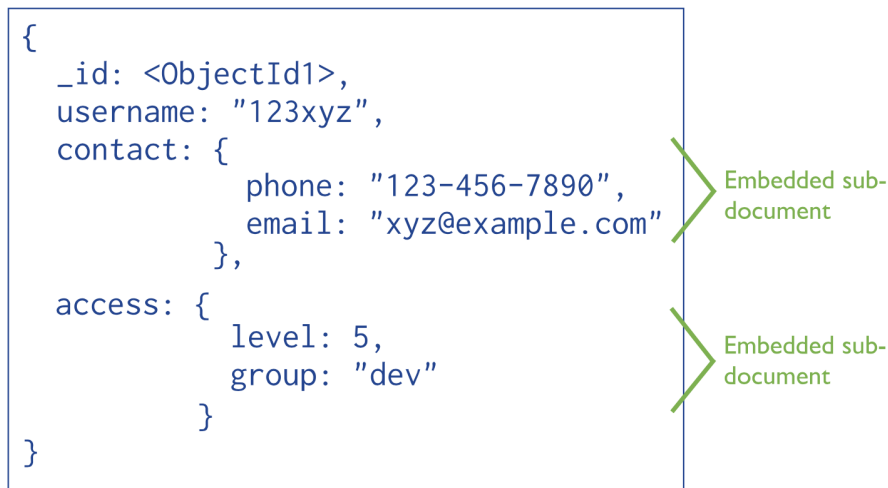 {
_id: <ObjectId1>,
username: "123xyz",
contact: {
phone: "123-456-7890",
email: "xyz@example.com"
},
access: {
level: 5,
group: "dev"
}
}
Embedded sub-
document
Embedded sub-
document